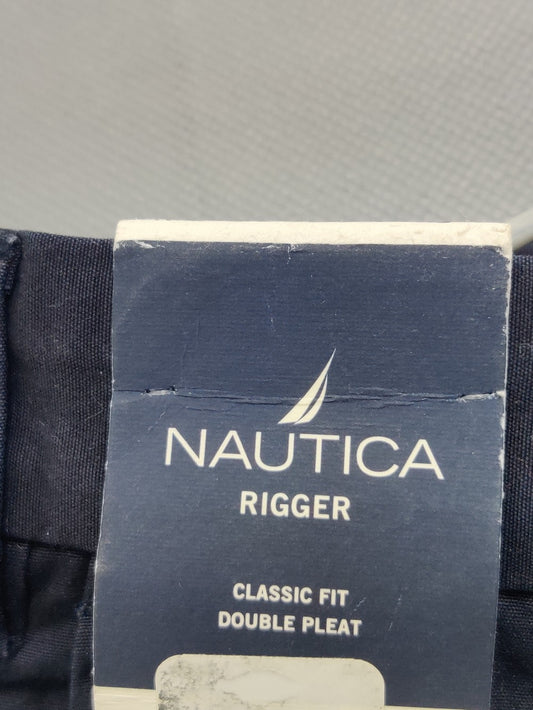 NAUTICA
RIGGER
CLASSIC FIT
DOUBLE PLEAT